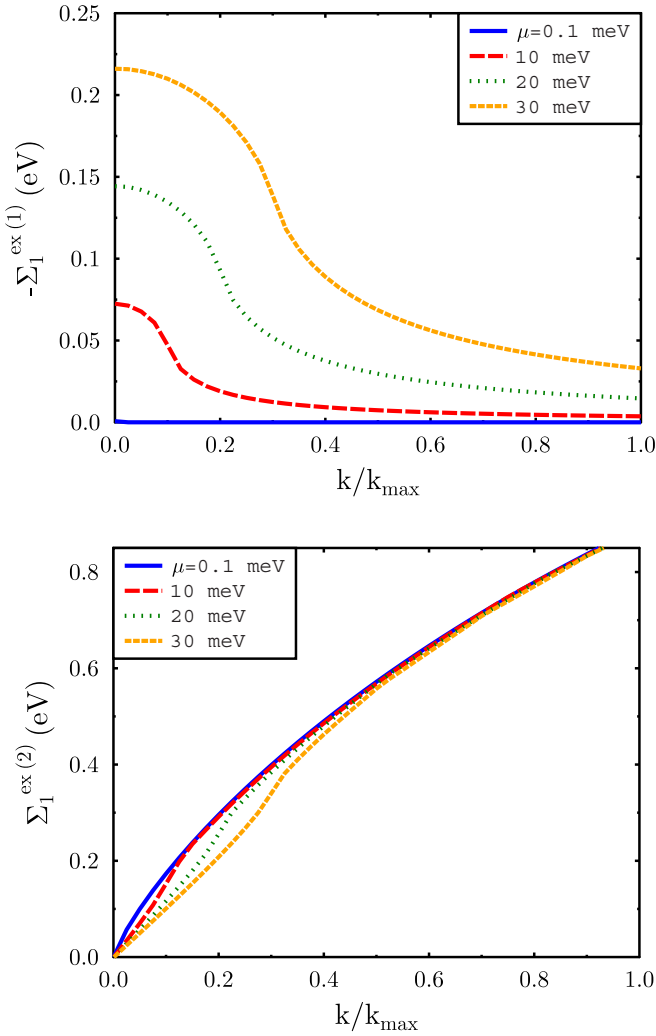 μ=0.1 meV
10 meV
20 meV
30 meV
-Σ₁ᵉˣ⁽¹⁾ (eV)
0.25
0.2
0.15
0.1
0.05
0.0
0.0 0.2 0.4 0.6 0.8 1.0
k/kₘₐₓ
μ=0.1 meV
10 meV
20 meV
30 meV
Σ₁ᵉˣ⁽²⁾ (eV)
0.8
0.6
0.4
0.2
0.0
0.0 0.2 0.4 0.6 0.8 1.0
k/kₘₐₓ